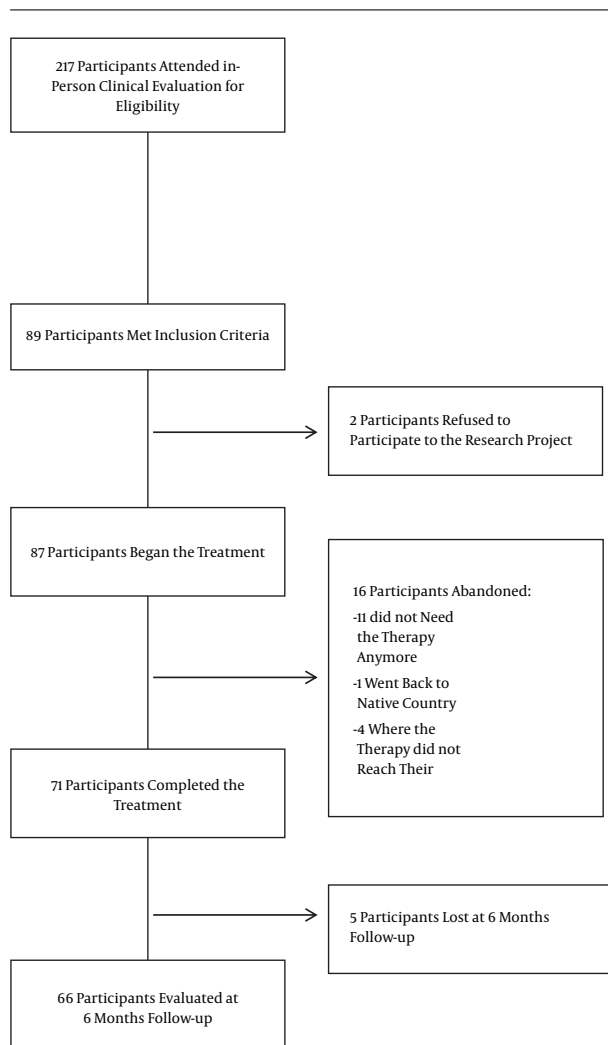 217 Participants Attended in-
Person Clinical Evaluation for
Eligibility
89 Participants Met Inclusion Criteria
2 Participants Refused to
Participate to the Research Project
87 Participants Began the Treatment
16 Participants Abandoned:
-11 did not Need
the Therapy
Anymore
-1 Went Back to
Native Country
-4 Where the
Therapy did not
Reach Their
71 Participants Completed the
Treatment
5 Participants Lost at 6 Months
Follow-up
66 Participants Evaluated at
6 Months Follow-up